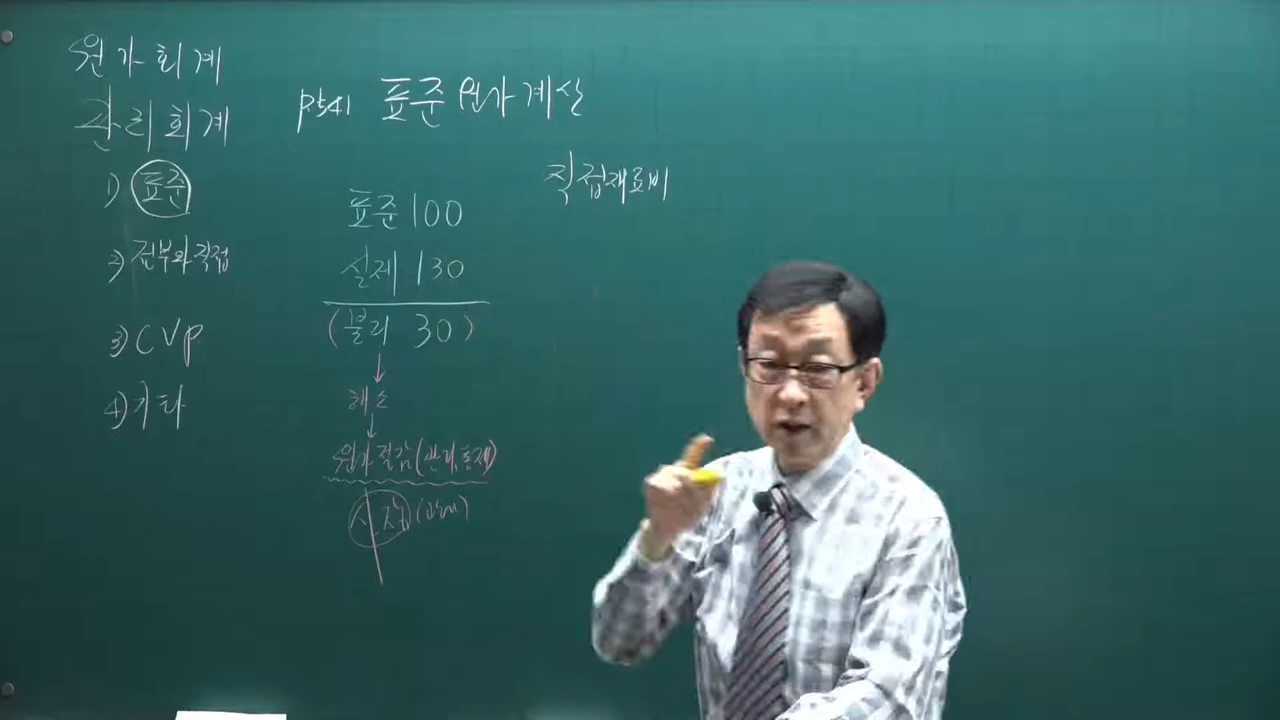 원가회계
관리회계
1) 표준
2) 전부와 직접
3) CVP
4) 기타
p.541 표준원가계산
표준 100
실제 130
(불리 30)
↓
해소
↓
원가절감(관리, 통제)
직접재료비